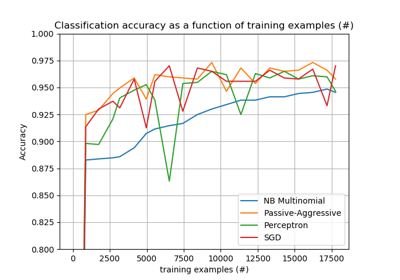 Classification accuracy as a function of training examples (#)
1.000
0.975
0.950
0.925
0.900
0.875
0.850
0.825
0.800
Accuracy
NB Multinomial
Passive-Aggressive
Perceptron
SGD
0 2500 5000 7500 10000 12500 15000 17500
training examples (#)